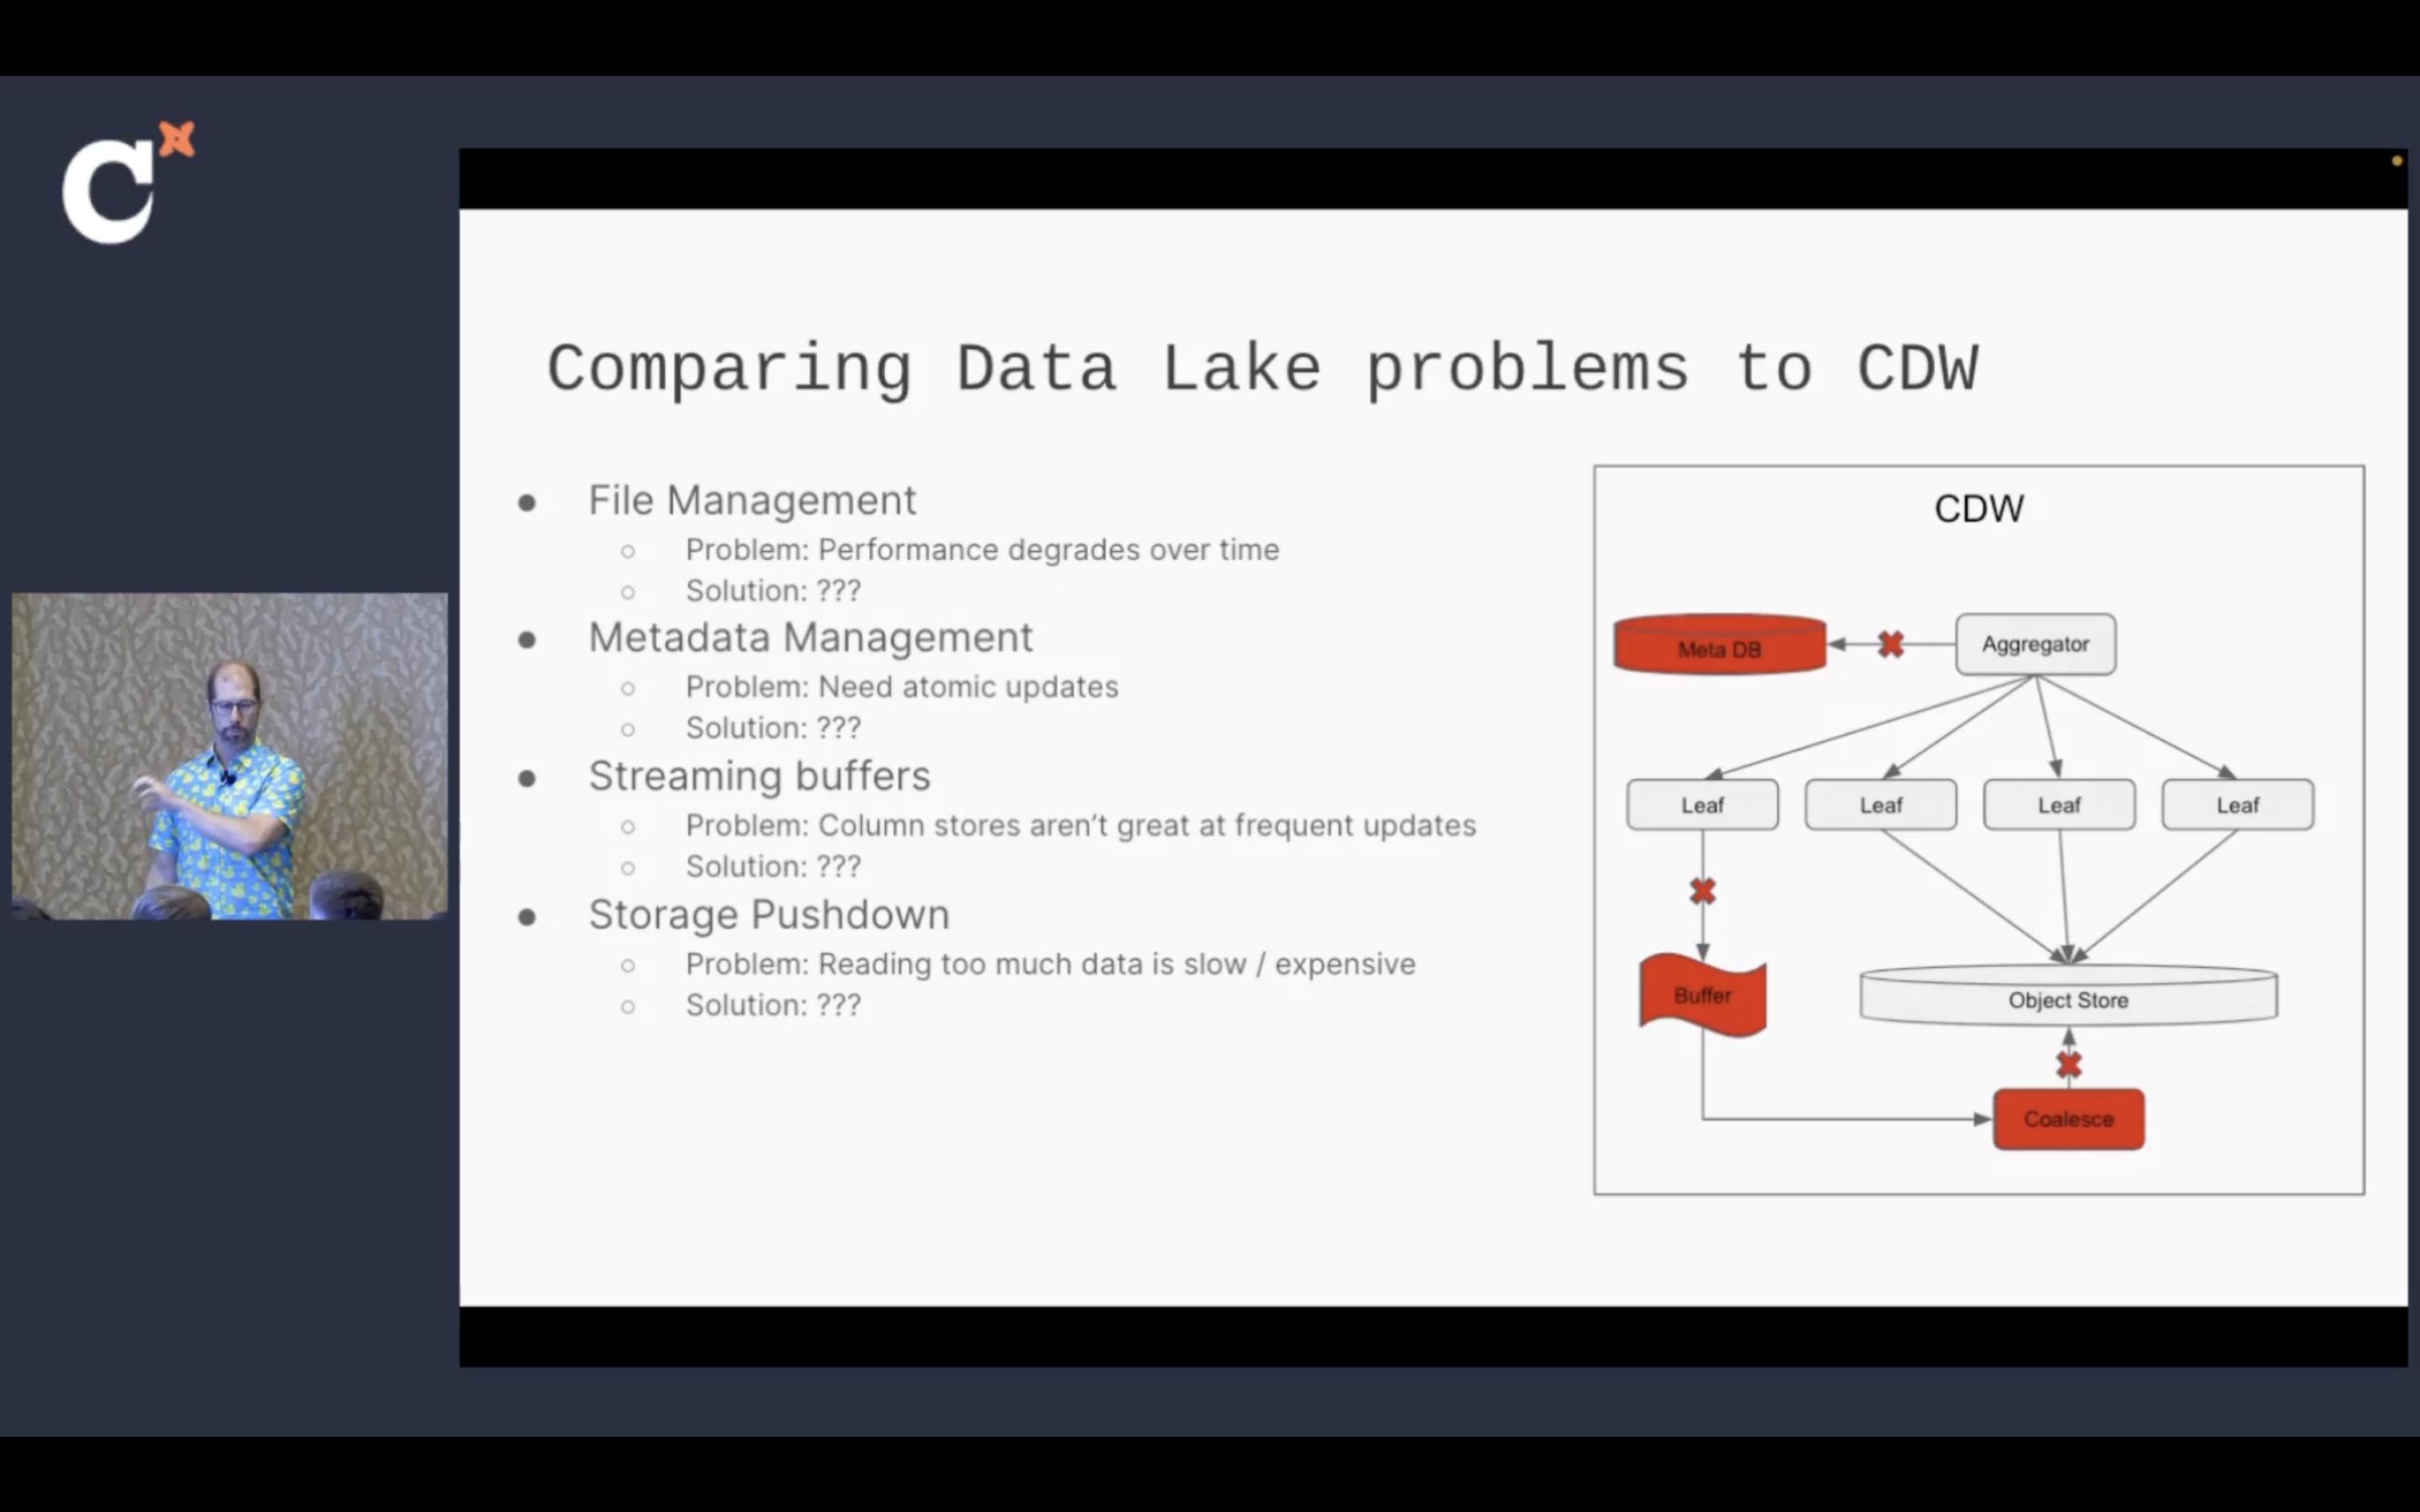 C
Comparing Data Lake problems to CDW
● File Management
○ Problem: Performance degrades over time
○ Solution: ???
● Metadata Management
○ Problem: Need atomic updates
○ Solution: ???
● Streaming buffers
○ Problem: Column stores aren’t great at frequent updates
○ Solution: ???
● Storage Pushdown
○ Problem: Reading too much data is slow / expensive
○ Solution: ???
CDW
Meta DB
Aggregator
Leaf
Leaf
Leaf
Leaf
Buffer
Object Store
Coalesce